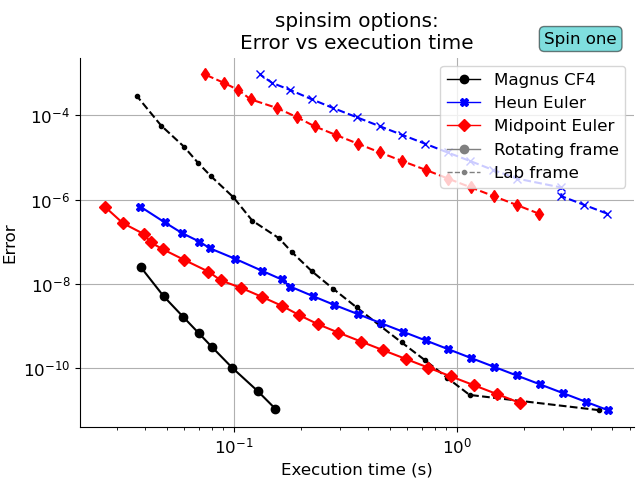 spinsim options:
Error vs execution time
Spin one
Magnus CF4
Heun Euler
Midpoint Euler
Rotating frame
Lab frame
Error
10⁻⁴
10⁻⁶
10⁻⁸
10⁻¹⁰
10⁻¹
10⁰
Execution time (s)